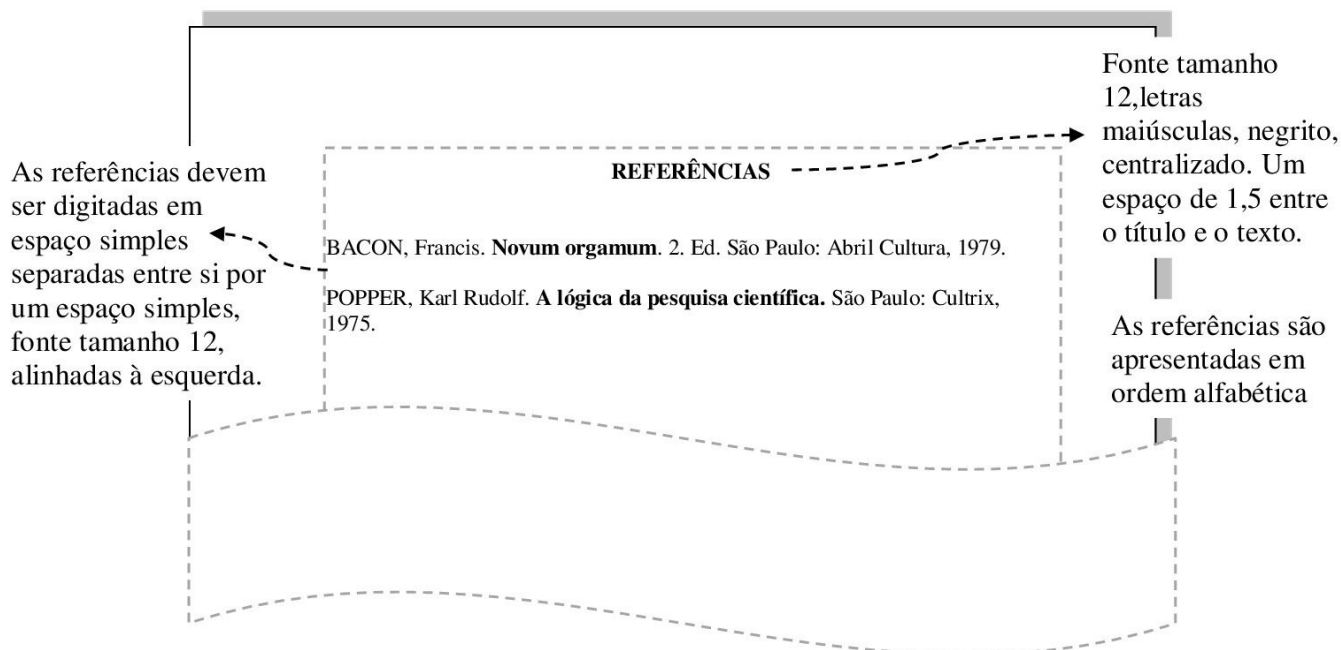 As referências devem
ser digitadas em
espaço simples
separadas entre si por
um espaço simples,
fonte tamanho 12,
alinhadas à esquerda.
REFERÊNCIAS
BACON, Francis. Novum orgamum. 2. Ed. São Paulo: Abril Cultura, 1979.
POPPER, Karl Rudolf. A lógica da pesquisa científica. São Paulo: Cultrix,
1975.
Fonte tamanho
12,letras
maiúsculas, negrito,
centralizado. Um
espaço de 1,5 entre
o título e o texto.
As referências são
apresentadas em
ordem alfabética